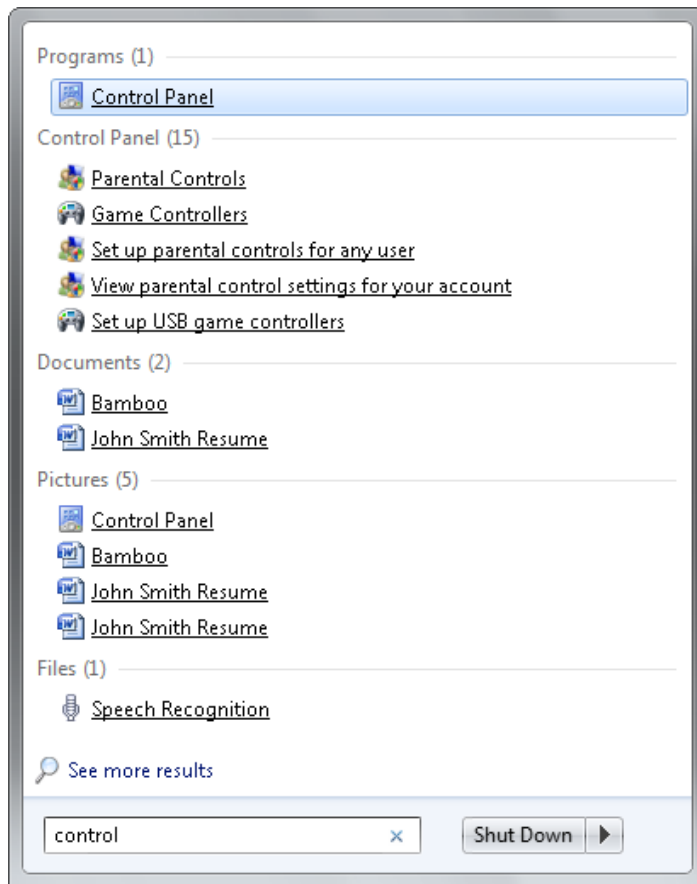 Programs (1)
Control Panel
Control Panel (15)
Parental Controls
Game Controllers
Set up parental controls for any user
View parental control settings for your account
Set up USB game controllers
Documents (2)
Bamboo
John Smith Resume
Pictures (5)
Control Panel
Bamboo
John Smith Resume
John Smith Resume
Files (1)
Speech Recognition
See more results
control Shut Down